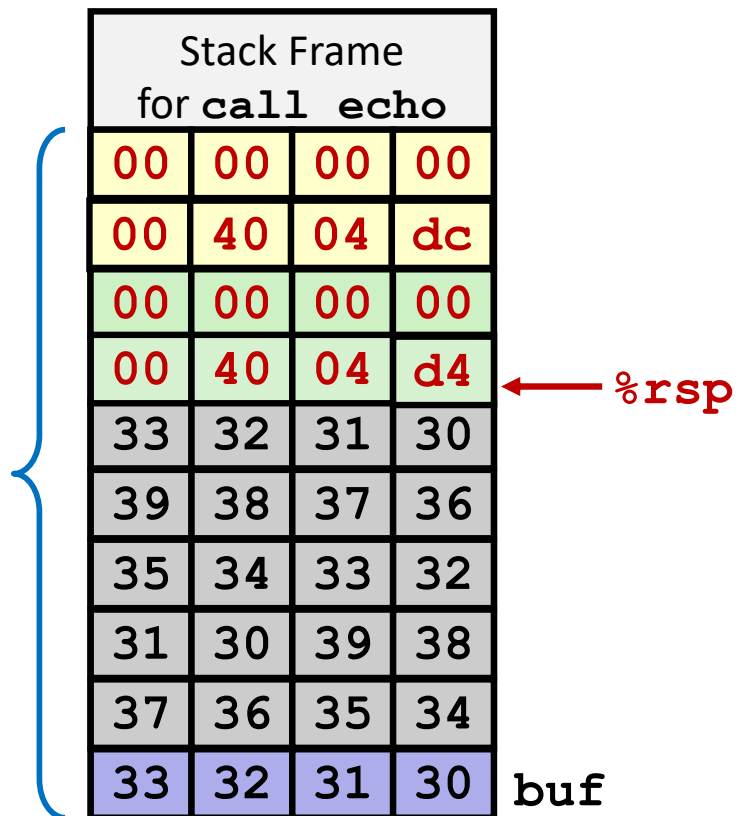 Stack Frame
for call echo
00 00 00 00
00 40 04 dc
00 00 00 00
00 40 04 d4
%rsp
33 32 31 30
39 38 37 36
35 34 33 32
31 30 39 38
37 36 35 34
33 32 31 30
buf